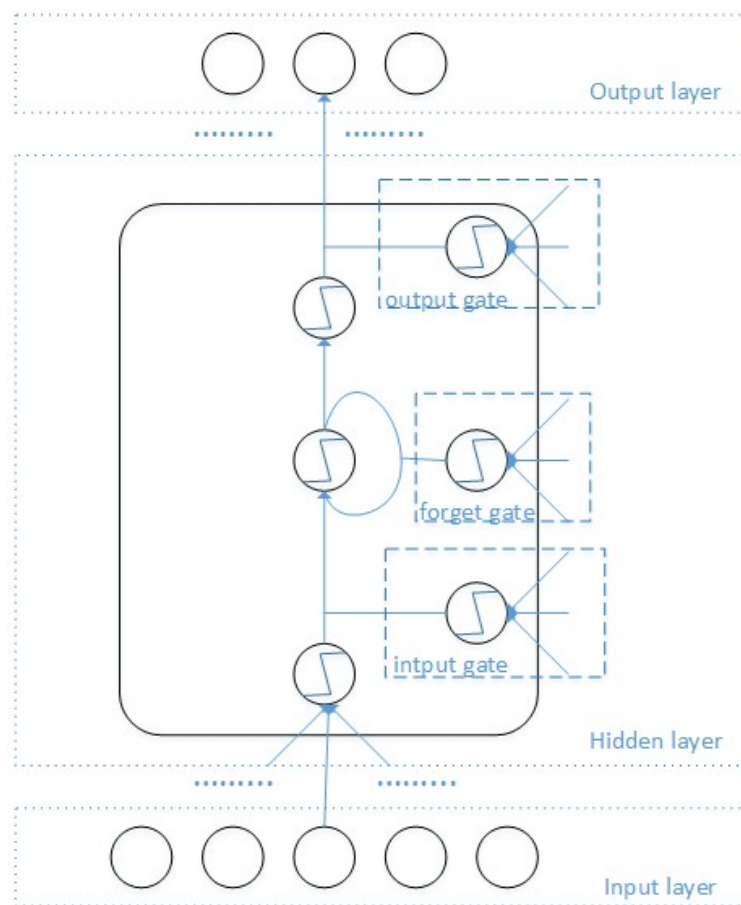 Output layer
output gate
forget gate
intput gate
Hidden layer
Input layer